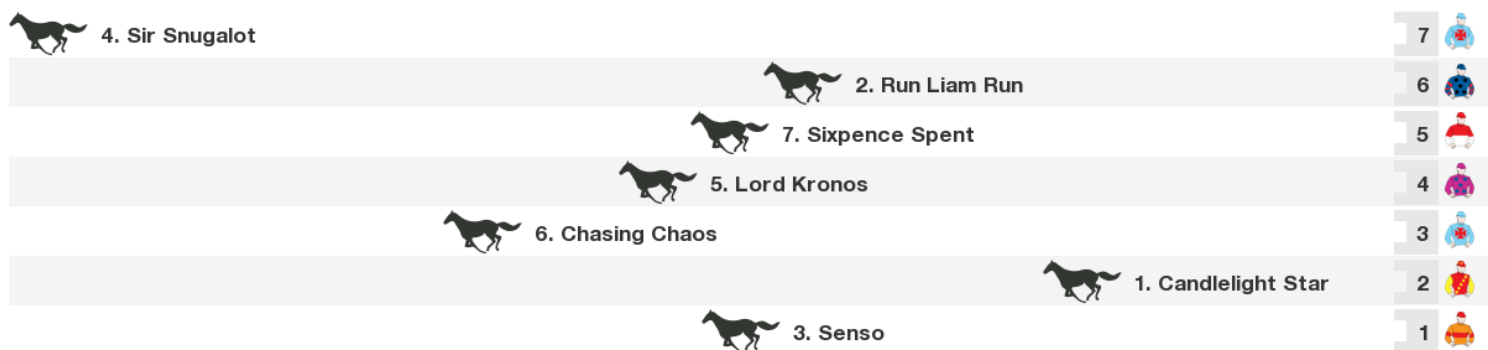 4. Sir Snugalot 7
2. Run Liam Run 6
7. Sixpence Spent 5
5. Lord Kronos 4
6. Chasing Chaos 3
1. Candlelight Star 2
3. Senso 1